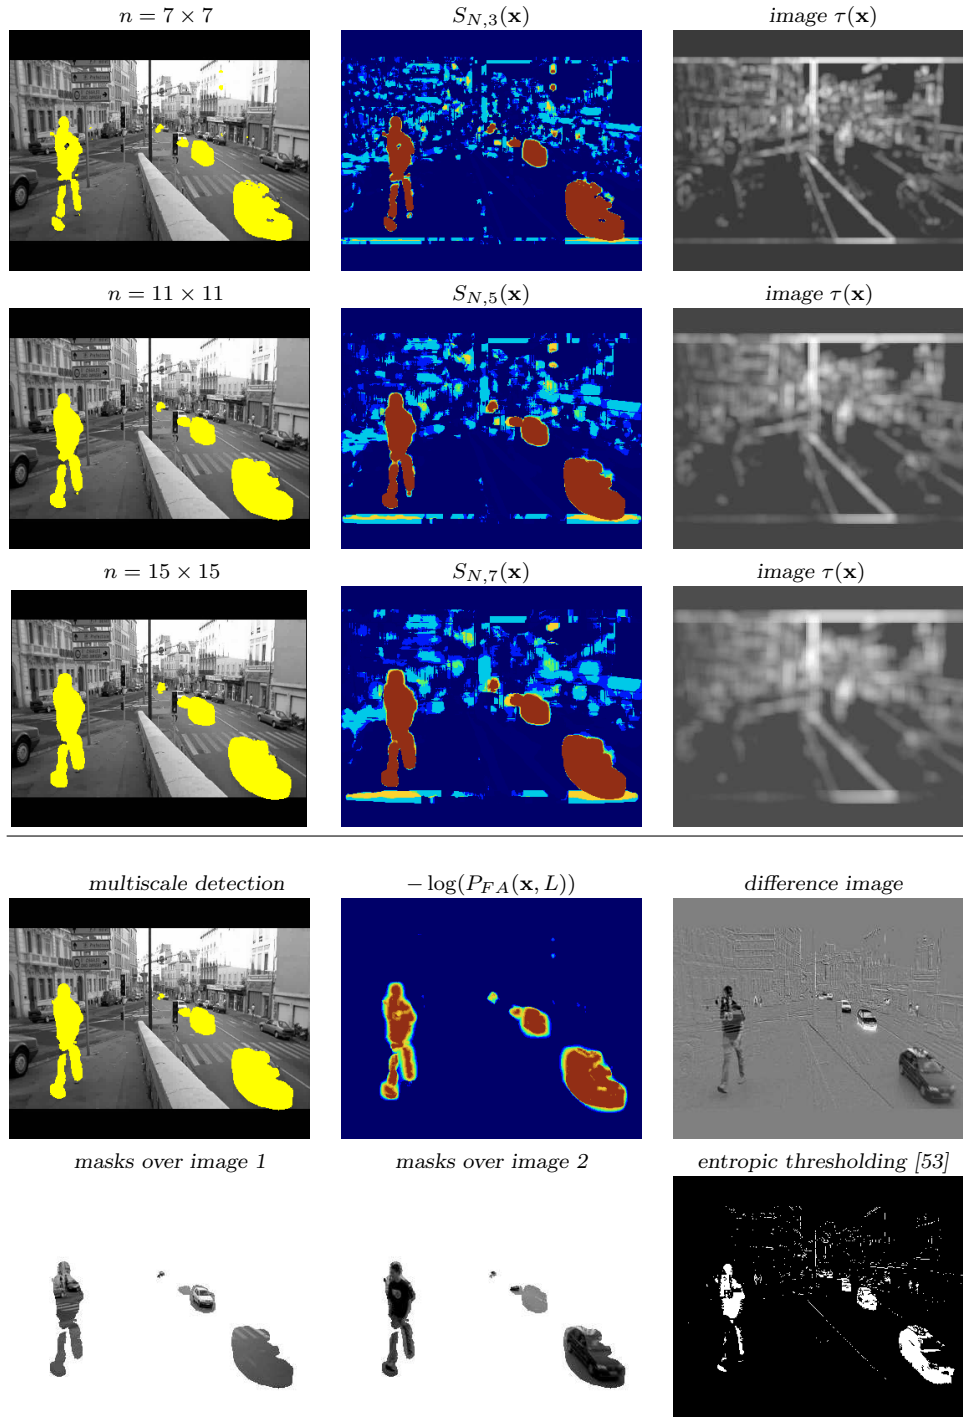 n = 7 × 7
S_{N,3}(x)
image τ(x)
n = 11 × 11
S_{N,5}(x)
image τ(x)
n = 15 × 15
S_{N,7}(x)
image τ(x)
multiscale detection
− log(P_{FA}(x, L))
difference image
masks over image 1
masks over image 2
entropic thresholding [53]